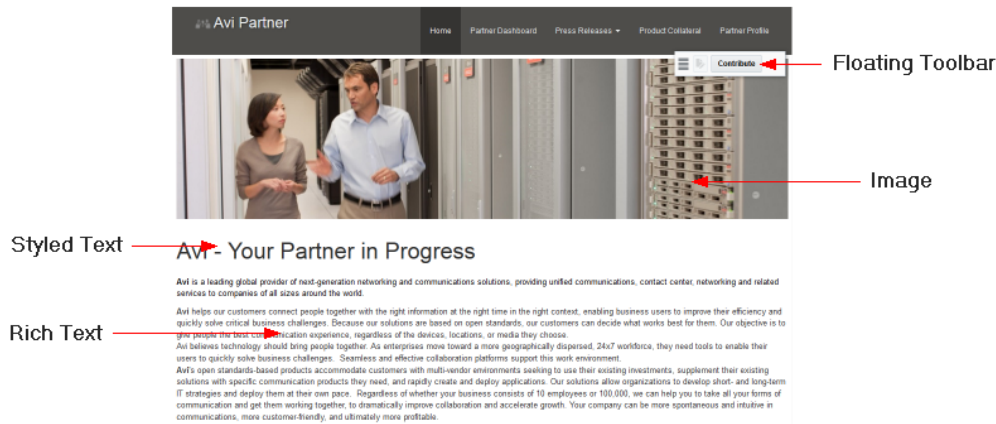 Avi Partner
Home Partner Dashboard Press Releases Product Collateral Partner Profile
Contribute
Floating Toolbar
Image
Styled Text
Avi - Your Partner in Progress
Avi is a leading global provider of next-generation networking and communications solutions, providing unified communications, contact center, networking and related
services to companies of all sizes around the world.
Rich Text
Avi helps our customers connect people together with the right information at the right time in the right context, enabling business users to improve their efficiency and
quickly solve critical business challenges. Because our solutions are based on open standards, our customers can decide what works best for them. Our objective is to
give people the best communication experience, regardless of the devices, locations, or media they choose.
Avi believes technology should bring people together. As enterprises move toward a more geographically dispersed, 24x7 workforce, they need tools to enable their
users to quickly solve business challenges. Seamless and effective collaboration platforms support this work environment.
Avi's open standards-based products accommodate customers with multi-vendor environments seeking to use their existing investments, supplement their existing
solutions with specific communication products they need, and rapidly create and deploy applications. Our solutions allow organizations to develop short- and long-term
IT strategies and deploy them at their own pace. Regardless of whether your business consists of 10 employees or 100,000, we can help you to take all your forms of
communication and get them working together, to dramatically improve collaboration and accelerate growth. Your company can be more spontaneous and intuitive in
communications, more customer-friendly, and ultimately more profitable.